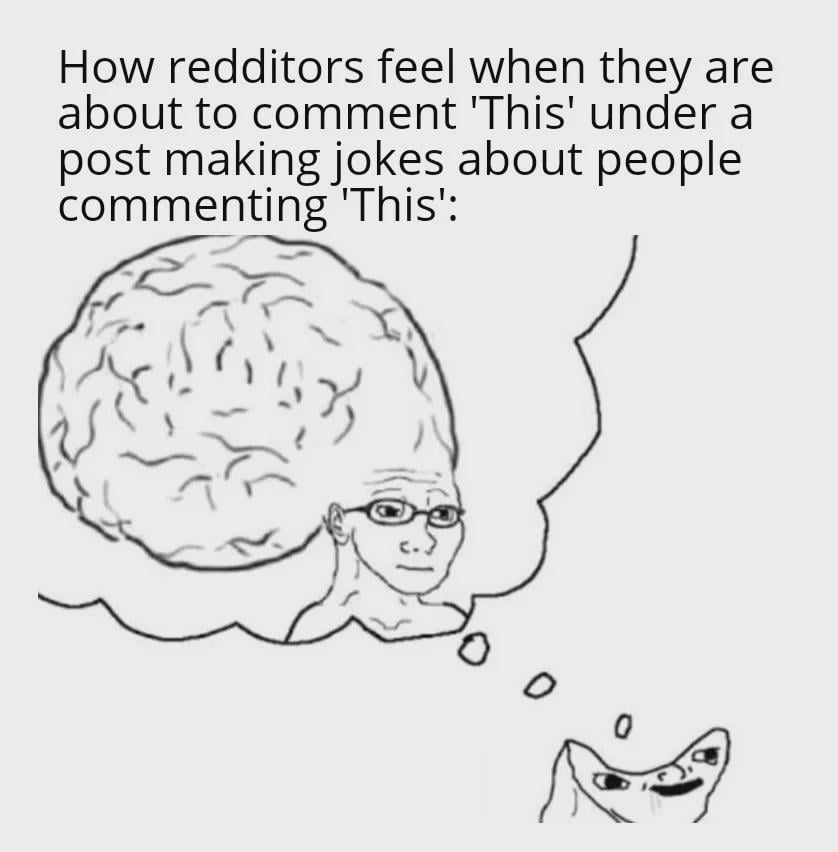 How redditors feel when they are
about to comment 'This' under a
post making jokes about people
commenting 'This':